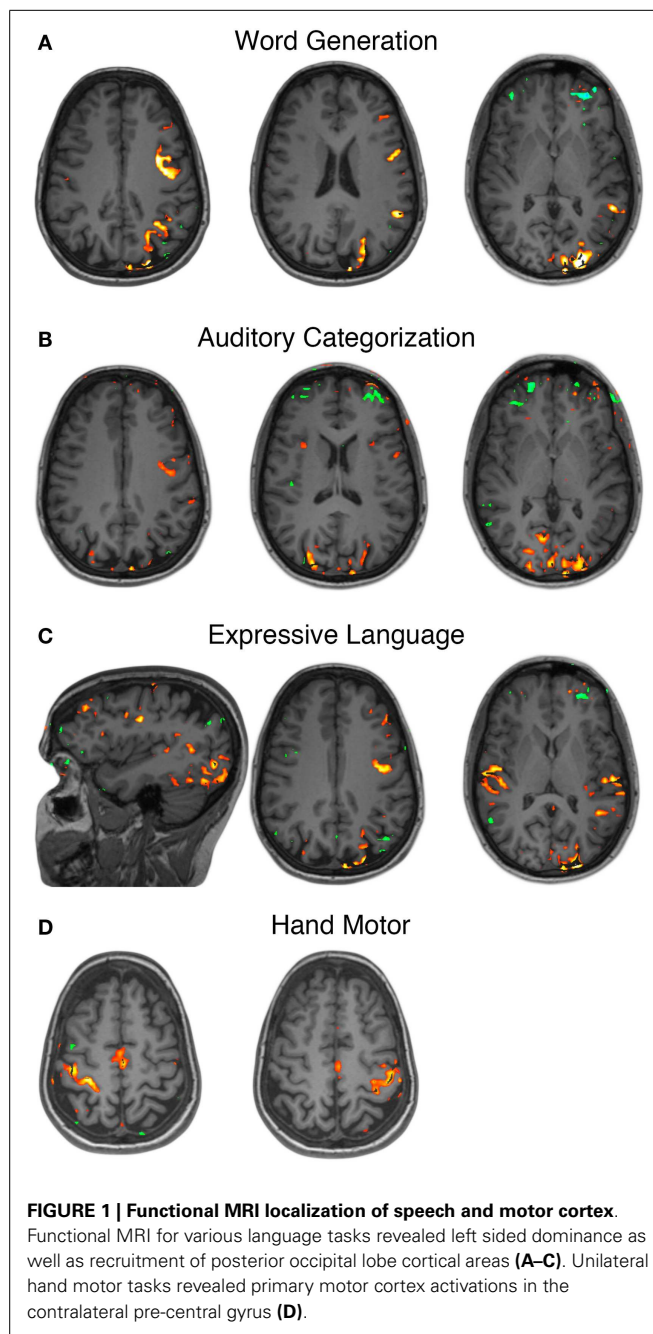 A Word Generation
B Auditory Categorization
C Expressive Language
D Hand Motor
FIGURE 1 | Functional MRI localization of speech and motor cortex.
Functional MRI for various language tasks revealed left sided dominance as
well as recruitment of posterior occipital lobe cortical areas (A–C). Unilateral
hand motor tasks revealed primary motor cortex activations in the
contralateral pre-central gyrus (D).